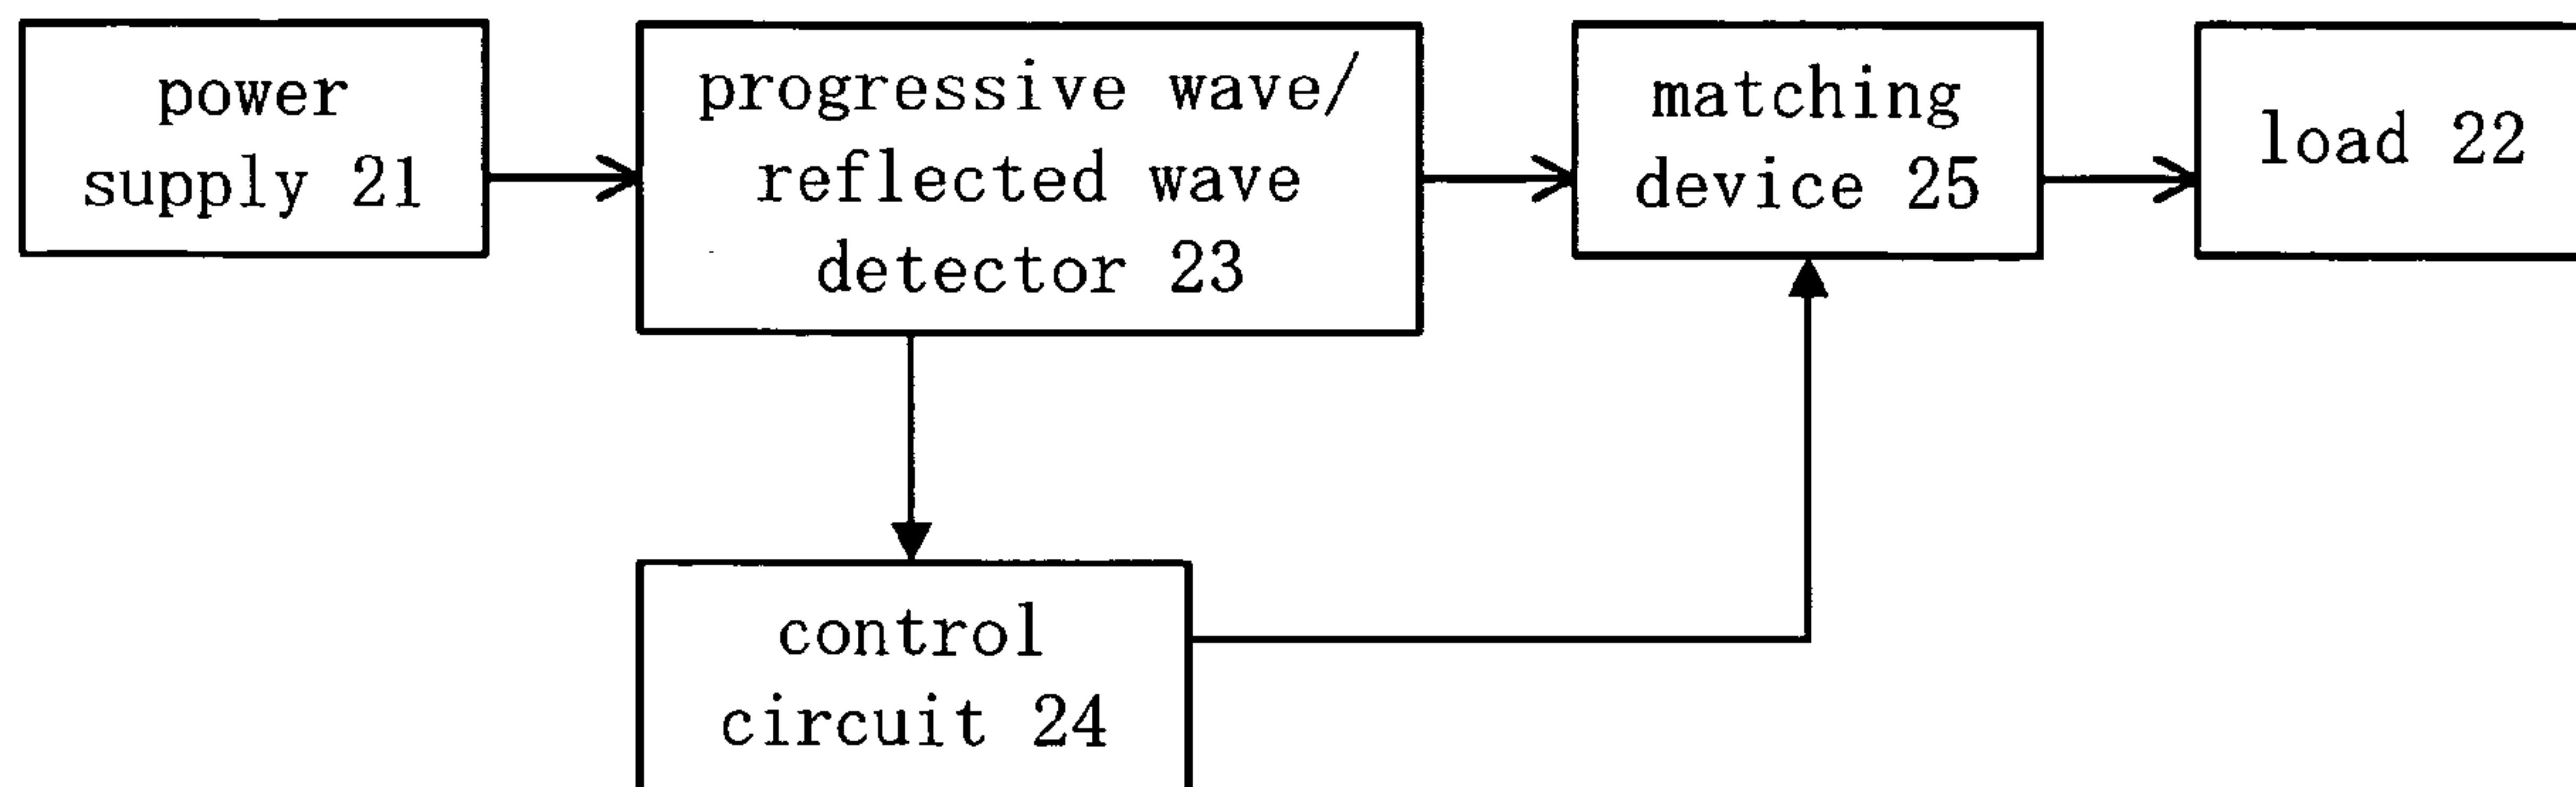 power
supply 21
progressive wave/
reflected wave
detector 23
matching
device 25
load 22
control
circuit 24